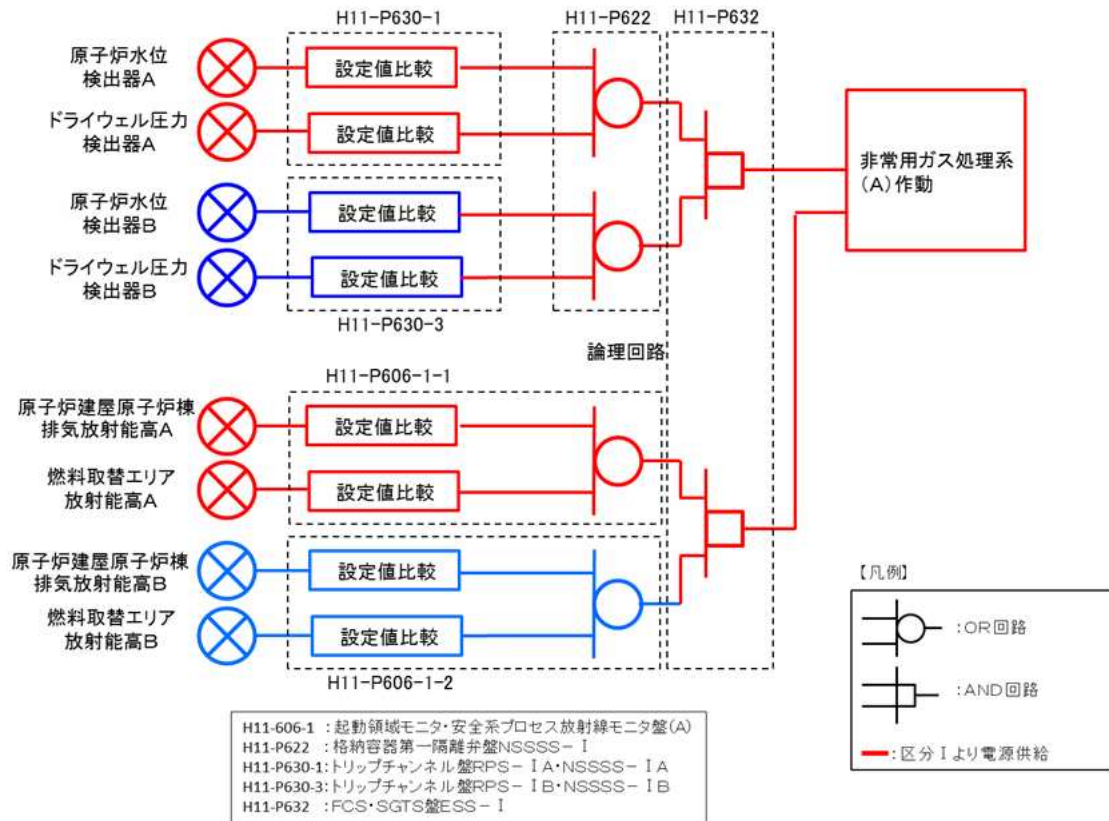 H11-P630-1
H11-P622
H11-P632
原子炉水位
検出器A
設定値比較
ドライウェル圧力
検出器A
設定値比較
原子炉水位
検出器B
設定値比較
ドライウェル圧力
検出器B
設定値比較
H11-P630-3
非常用ガス処理系
(A)作動
論理回路
H11-P606-1-1
原子炉建屋原子炉棟
排気放射能高A
設定値比較
燃料取替エリア
放射能高A
設定値比較
原子炉建屋原子炉棟
排気放射能高B
設定値比較
燃料取替エリア
放射能高B
設定値比較
H11-P606-1-2
【凡例】
:OR回路
:AND回路
:区分Ⅰより電源供給
H11-606-1 :起動領域モニタ・安全系プロセス放射線モニタ盤(A)
H11-P622 :格納容器第一隔離弁盤NSSSS-Ⅰ
H11-P630-1:トリップチャンネル盤RPS-ⅠA・NSSSS-ⅠA
H11-P630-3:トリップチャンネル盤RPS-ⅠB・NSSSS-ⅠB
H11-P632 :FCS・SGTS盤ESS-Ⅰ